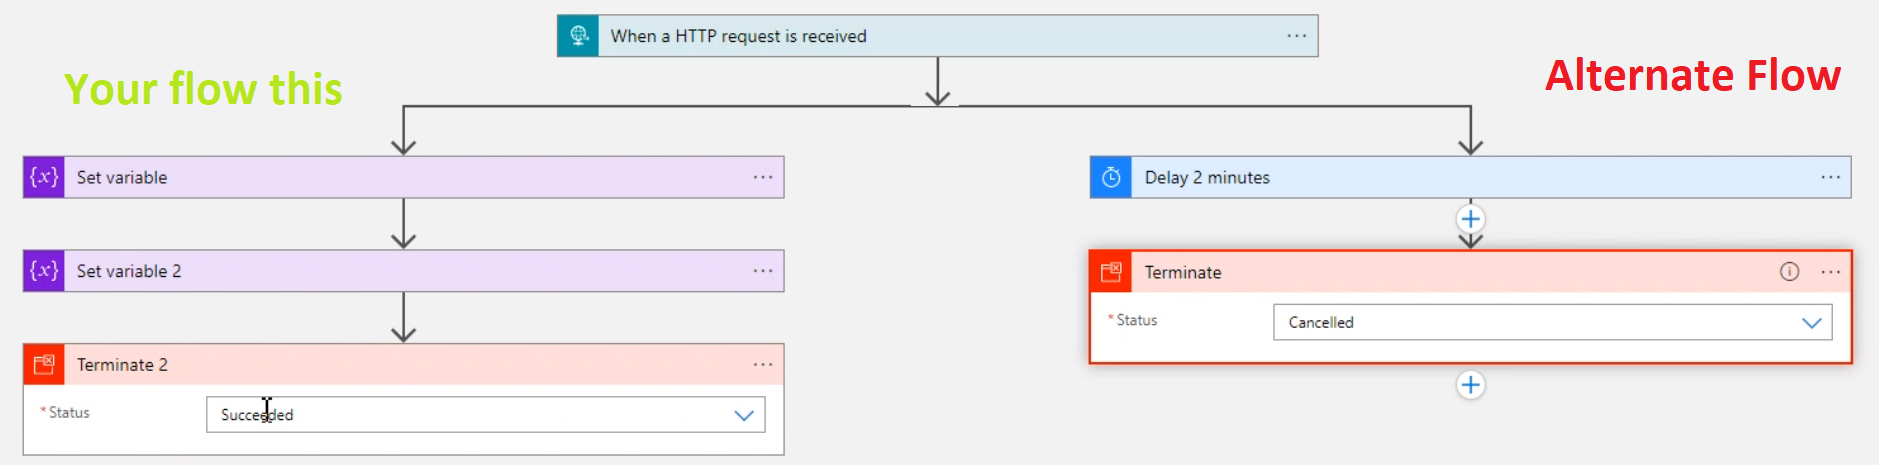 When a HTTP request is received
Your flow this
Alternate Flow
{x} Set variable
Delay 2 minutes
{x} Set variable 2
Terminate
*Status
Cancelled
Terminate 2
*Status
Succeeded